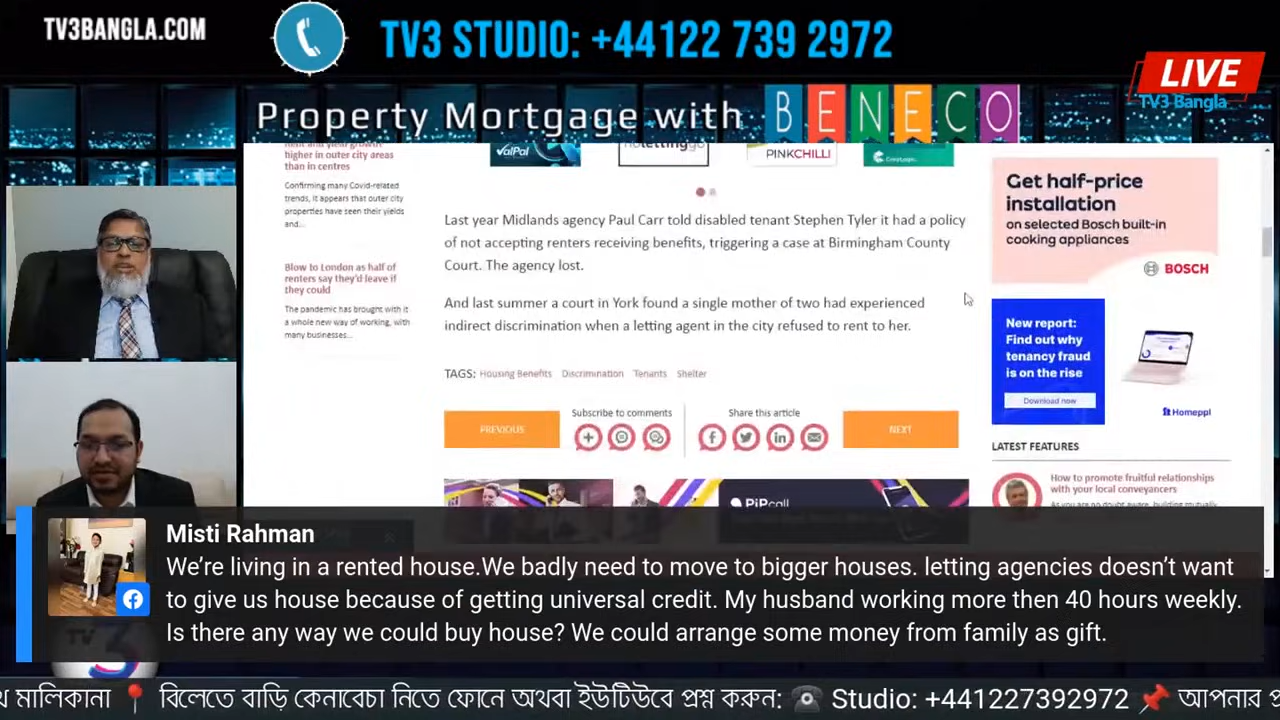 TV3BANGLA.COM
TV3 STUDIO: +44122 739 2972
LIVE
TV3 Bangla
Property Mortgage with BENECO
higher in outer city areas
than in centres
Confirming many Covid-related
trends, it appears that outer city
properties have seen their yields
and...
Blow to London as half of
renters say they'd leave if
they could
The pandemic has brought with it
a whole new way of working, with
many businesses...
ValPal
PINKCHILLI
Last year Midlands agency Paul Carr told disabled tenant Stephen Tyler it had a policy
of not accepting renters receiving benefits, triggering a case at Birmingham County
Court. The agency lost.
And last summer a court in York found a single mother of two had experienced
indirect discrimination when a letting agent in the city refused to rent to her.
TAGS: Housing Benefits Discrimination Tenants Shelter
PREVIOUS
Subscribe to comments
Share this article
NEXT
PiPcall
Get half-price
installation
on selected Bosch built-in
cooking appliances
BOSCH
New report:
Find out why
tenancy fraud
is on the rise
Download now
Homeppl
LATEST FEATURES
How to promote fruitful relationships
with your local conveyancers
As you are no doubt aware, building mutually
Misti Rahman
We're living in a rented house.We badly need to move to bigger houses. letting agencies doesn't want
to give us house because of getting universal credit. My husband working more then 40 hours weekly.
Is there any way we could buy house? We could arrange some money from family as gift.
মালিকানা 📍 বিলেতে বাড়ি কেনাবেচা নিতে ফোনে অথবা ইউটিউবে প্রশ্ন করুন: ☎️ Studio: +441227392972 📌 আপনার